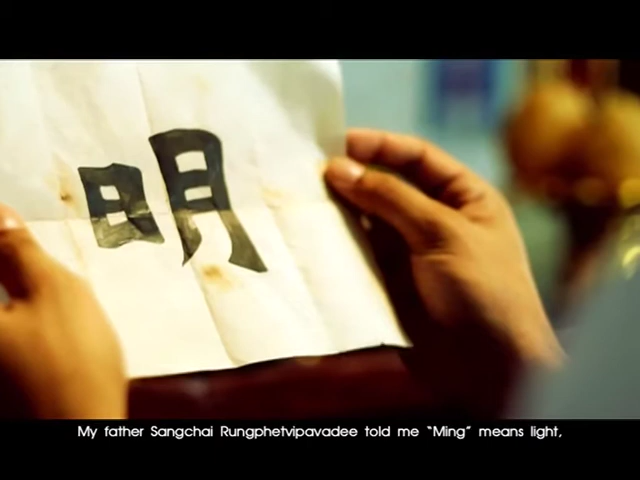 明
My father Sangchai Rungphetvipavadee told me “Ming” means light,